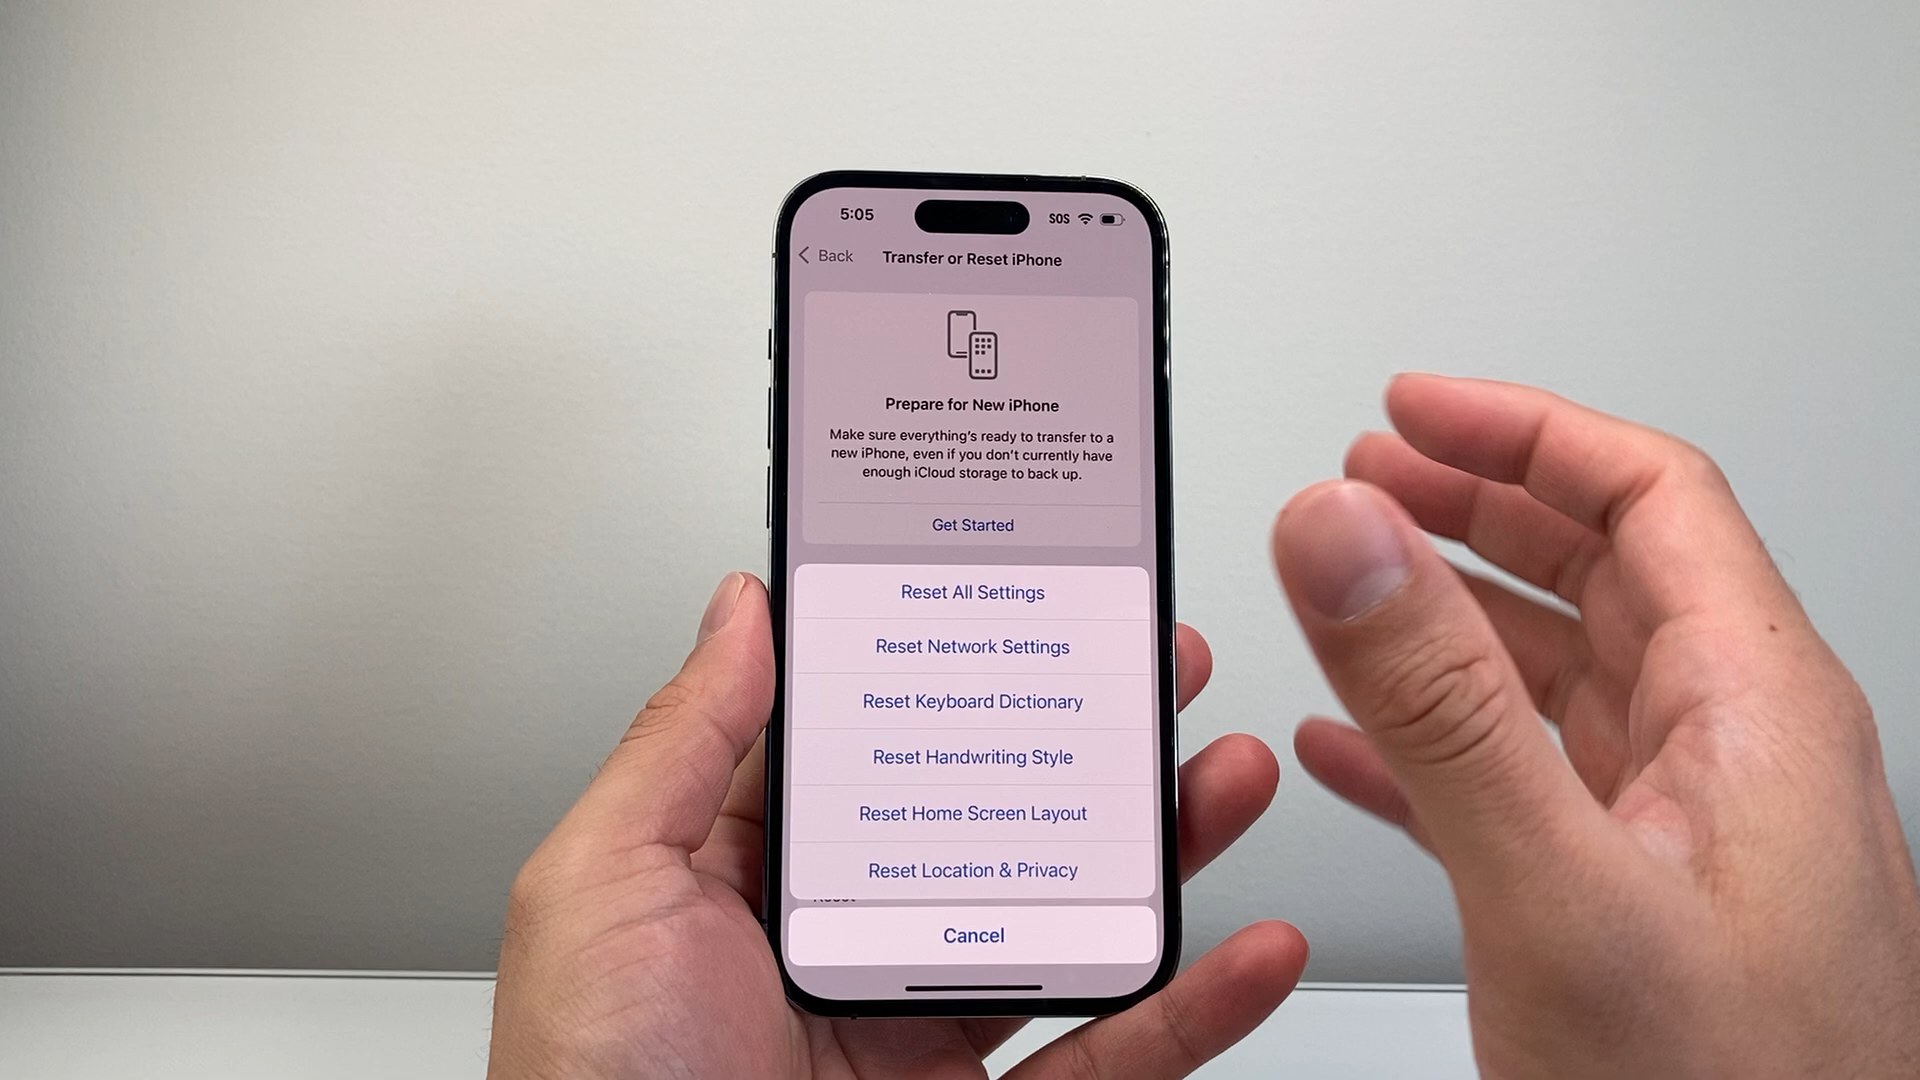 5:05
SOS
Back
Transfer or Reset iPhone
Prepare for New iPhone
Make sure everything's ready to transfer to a
new iPhone, even if you don't currently have
enough iCloud storage to back up.
Get Started
Reset All Settings
Reset Network Settings
Reset Keyboard Dictionary
Reset Handwriting Style
Reset Home Screen Layout
Reset Location & Privacy
Reset
Cancel